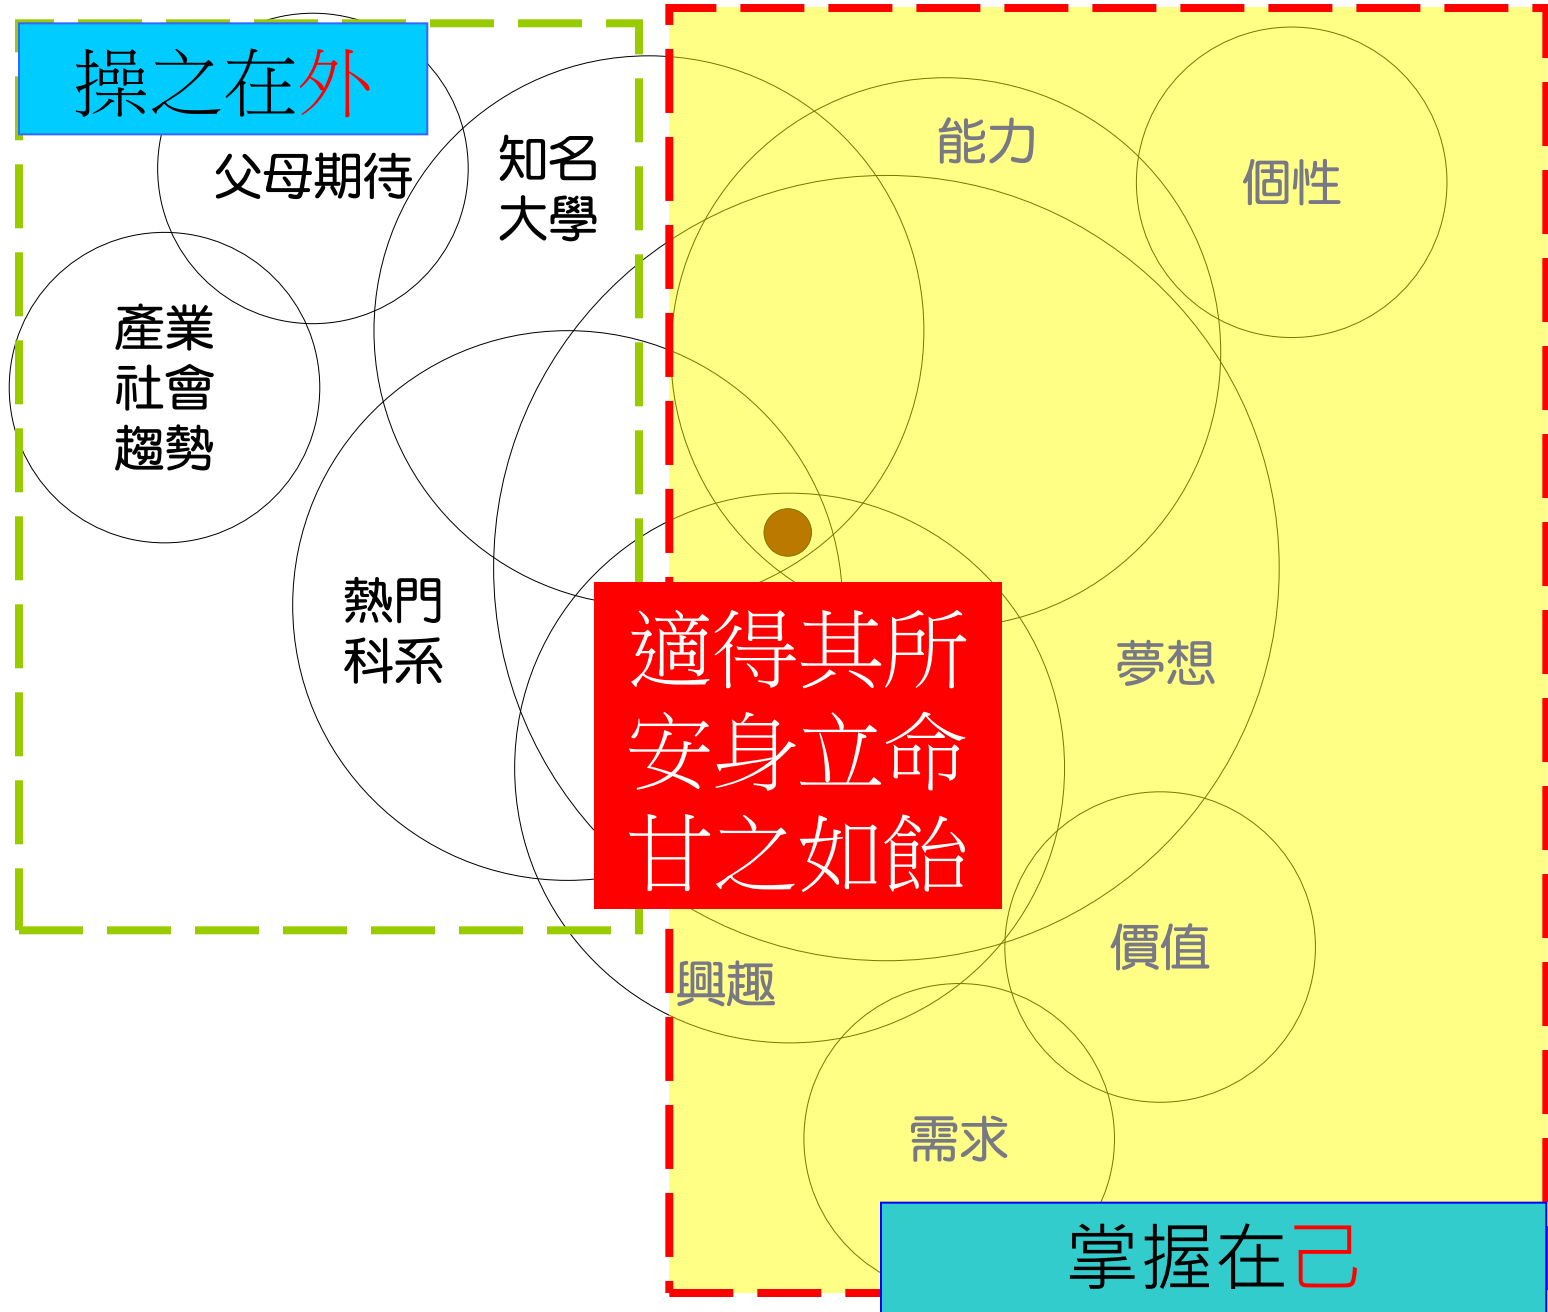 操之在外
父母期待
知名
大學
產業
社會
趨勢
熱門
科系
能力
個性
適得其所
安身立命
甘之如飴
夢想
價值
興趣
需求
掌握在己